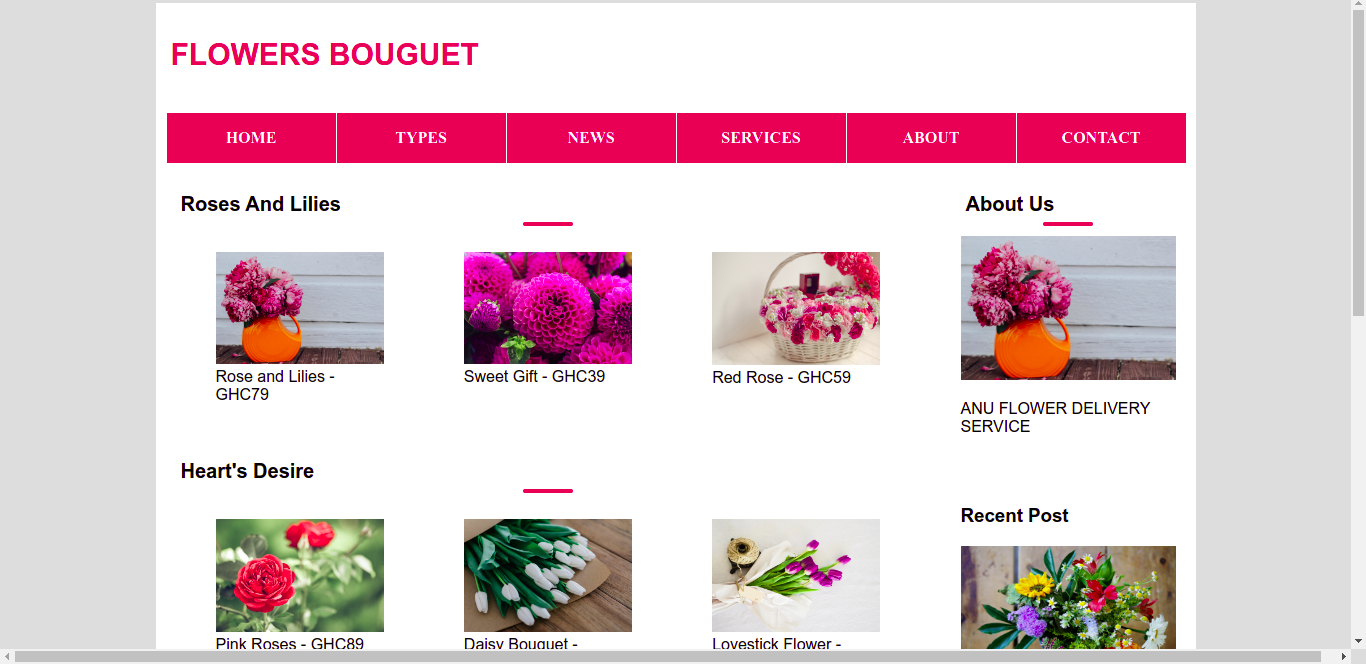 FLOWERS BOUGUET
HOME
TYPES
NEWS
SERVICES
ABOUT
CONTACT
Roses And Lilies
Rose and Lilies -
GHC79
Sweet Gift - GHC39
Red Rose - GHC59
About Us
ANU FLOWER DELIVERY
SERVICE
Heart's Desire
Pink Roses - GHC89
Daisy Bouquet -
Lovestick Flower -
Recent Post